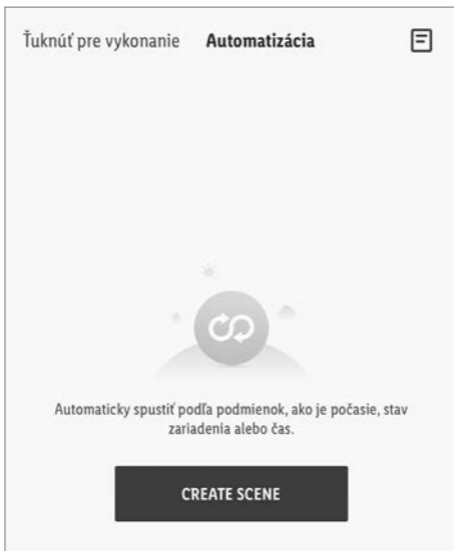 Ťuknúť pre vykonanie Automatizácia
Automaticky spustiť podľa podmienok, ako je počasie, stav
zariadenia alebo čas.
CREATE SCENE